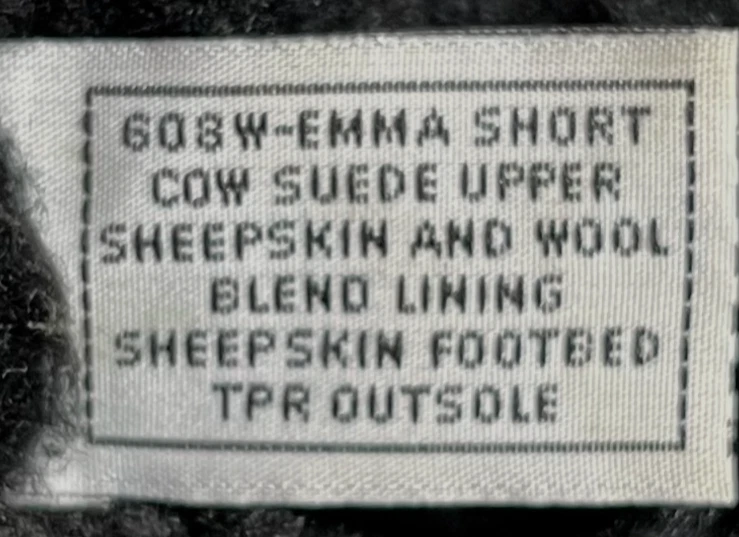 608W-EMMA SHORT
COW SUEDE UPPER
SHEEPSKIN AND WOOL
BLEND LINING
SHEEPSKIN FOOTBED
TPR OUTSOLE